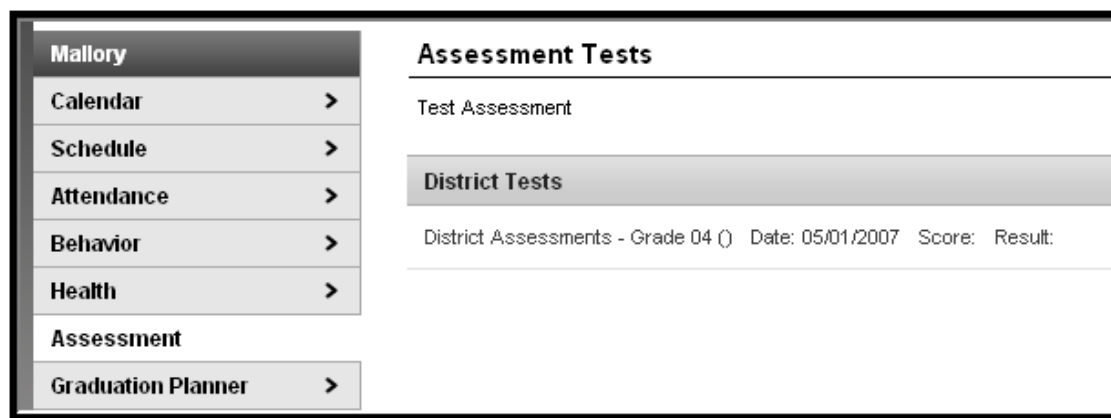 Mallory
Calendar
Schedule
Attendance
Behavior
Health
Assessment
Graduation Planner
Assessment Tests
Test Assessment
District Tests
District Assessments - Grade 04 () Date: 05/01/2007 Score: Result: